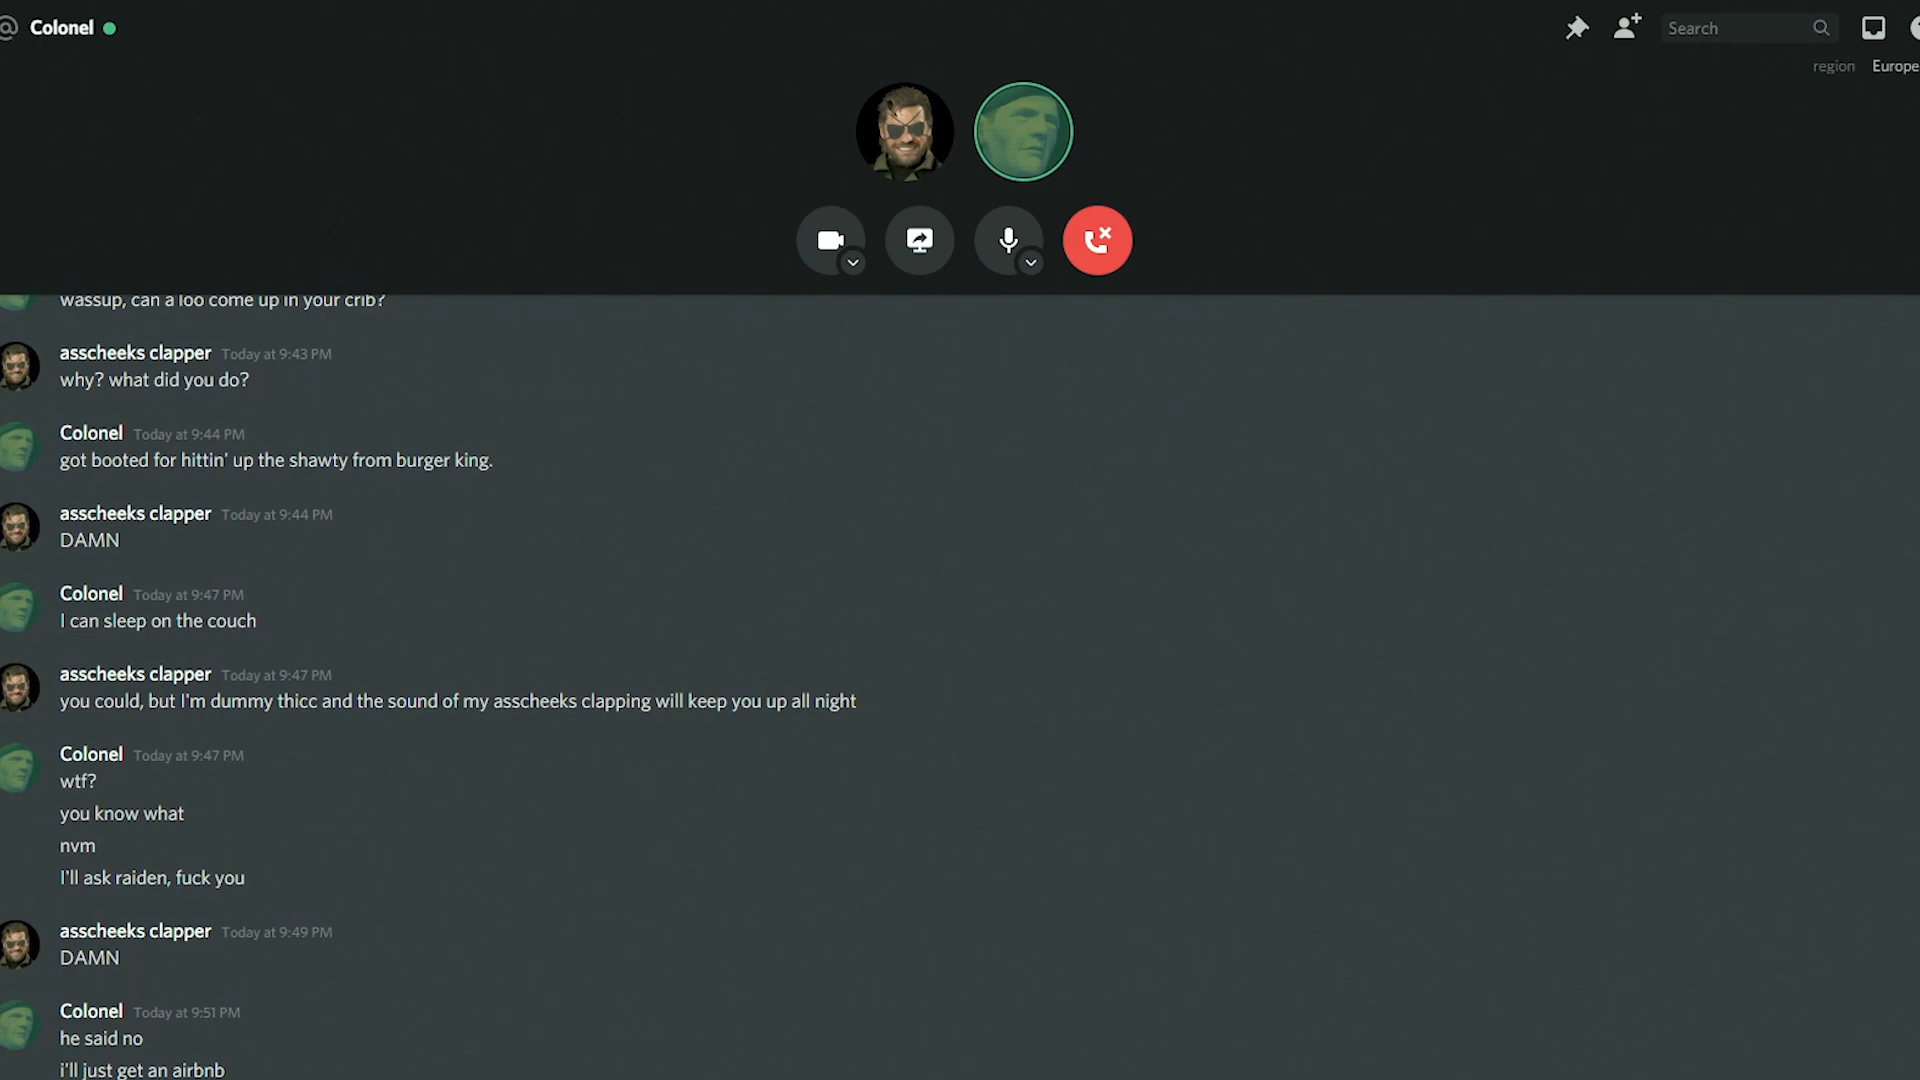 @ Colonel
Search
region Europe
wassup, can a loo come up in your crib?
asscheeks clapper Today at 9:43 PM
why? what did you do?
Colonel Today at 9:44 PM
got booted for hittin' up the shawty from burger king.
asscheeks clapper Today at 9:44 PM
DAMN
Colonel Today at 9:47 PM
I can sleep on the couch
asscheeks clapper Today at 9:47 PM
you could, but I'm dummy thicc and the sound of my asscheeks clapping will keep you up all night
Colonel Today at 9:47 PM
wtf?
you know what
nvm
I'll ask raiden, fuck you
asscheeks clapper Today at 9:49 PM
DAMN
Colonel Today at 9:51 PM
he said no
i'll just get an airbnb